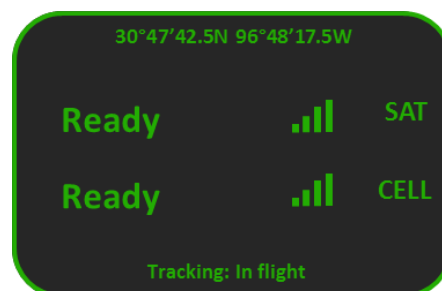 30°47’42.5N 96°48’17.5W
Ready SAT
Ready CELL
Tracking: In flight